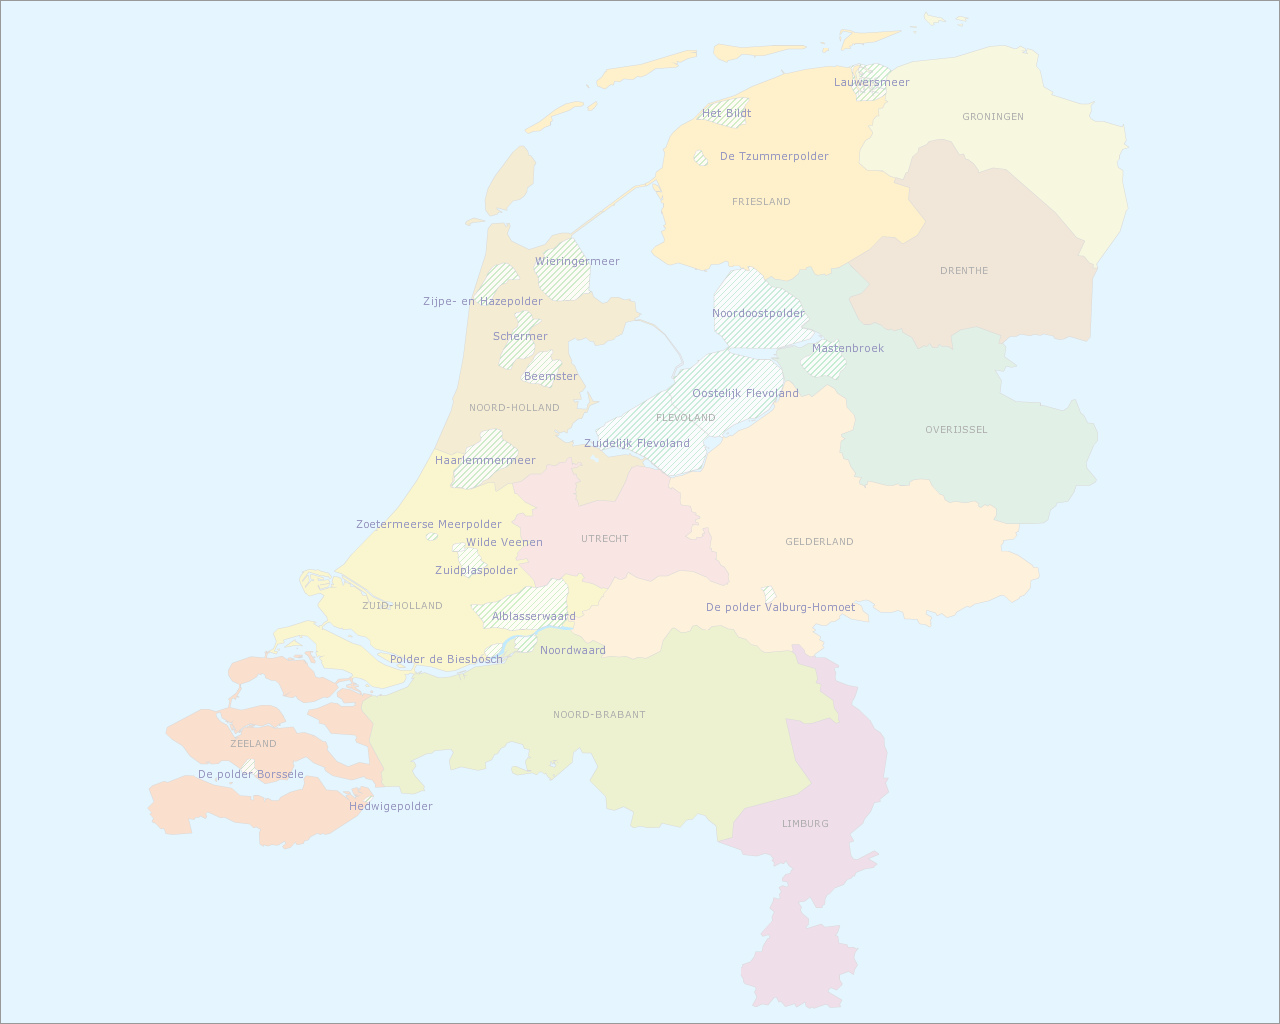 Lauwersmeer
Het Bildt
GRONINGEN
De Tzummerpolder
FRIESLAND
Wieringermeer
DRENTHE
Zijpe- en Hazepolder
Noordoostpolder
Schermer
Mastenbroek
Beemster
Oostelijk Flevoland
NOORD-HOLLAND
FLEVOLAND
OVERIJSSEL
Zuidelijk Flevoland
Haarlemmermeer
Zoetermeerse Meerpolder
Wilde Veenen
UTRECHT
GELDERLAND
Zuidplaspolder
ZUID-HOLLAND
De polder Valburg-Homoet
Alblasserwaard
Noordwaard
Polder de Biesbosch
NOORD-BRABANT
ZEELAND
De polder Borssele
Hedwigepolder
LIMBURG